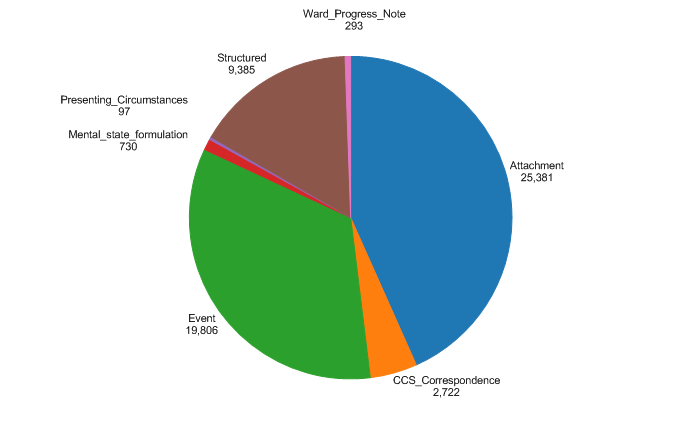 Ward_Progress_Note
293
Structured
9,385
Presenting_Circumstances
97
Mental_state_formulation
730
Attachment
25,381
Event
19,806
CCS_Correspondence
2,722